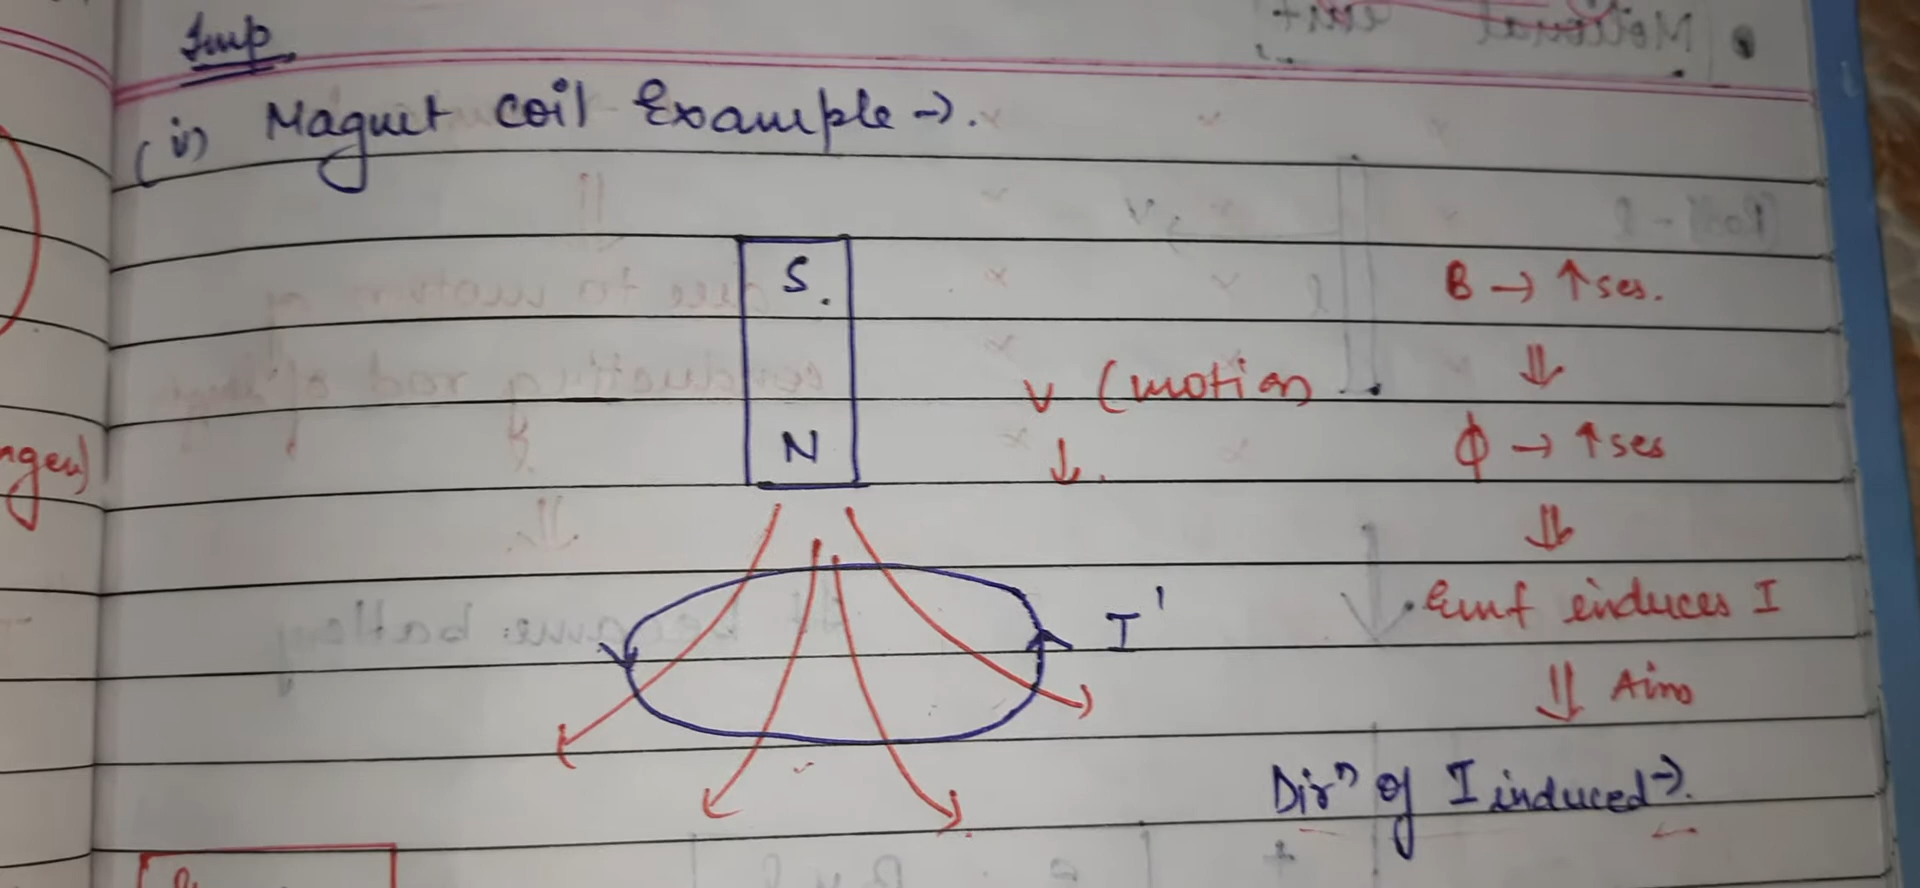 Imp.
(i) Magnet coil Example →.
S.
B → ↑ses.
⇓
v (motion
N
↓.
ϕ → ↑ses
⇓
I'
Emf induces I
⇓ Aim
Dirⁿ of I induced →.